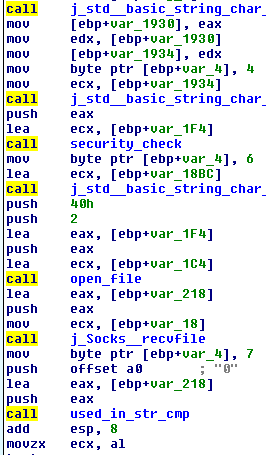 call j_std__basic_string_char_
mov [ebp+var_1930], eax
mov edx, [ebp+var_1930]
mov [ebp+var_1934], edx
mov byte ptr [ebp+var_4], 4
mov ecx, [ebp+var_1934]
call j_std__basic_string_char_
push eax
lea ecx, [ebp+var_1F4]
call security_check
mov byte ptr [ebp+var_4], 6
lea ecx, [ebp+var_18BC]
call j_std__basic_string_char_
push 40h
push 2
lea eax, [ebp+var_1F4]
push eax
lea ecx, [ebp+var_1C4]
call open_file
lea eax, [ebp+var_218]
push eax
mov ecx, [ebp+var_18]
call j_Socks__recvfile
mov byte ptr [ebp+var_4], 7
push offset a0 ; "0"
lea eax, [ebp+var_218]
push eax
call used_in_str_cmp
add esp, 8
movzx ecx, al